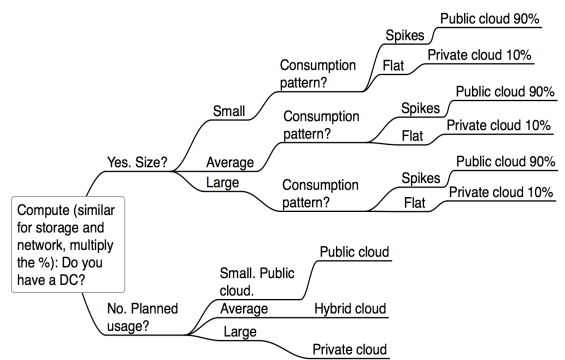 Compute (similar
for storage and
network, multiply
the %): Do you
have a DC?
Yes. Size?
Small
Consumption
pattern?
Spikes
Public cloud 90%
Flat
Private cloud 10%
Average
Consumption
pattern?
Spikes
Public cloud 90%
Flat
Private cloud 10%
Large
Consumption
pattern?
Spikes
Public cloud 90%
Flat
Private cloud 10%
No. Planned
usage?
Small. Public
cloud.
Public cloud
Average
Hybrid cloud
Large
Private cloud